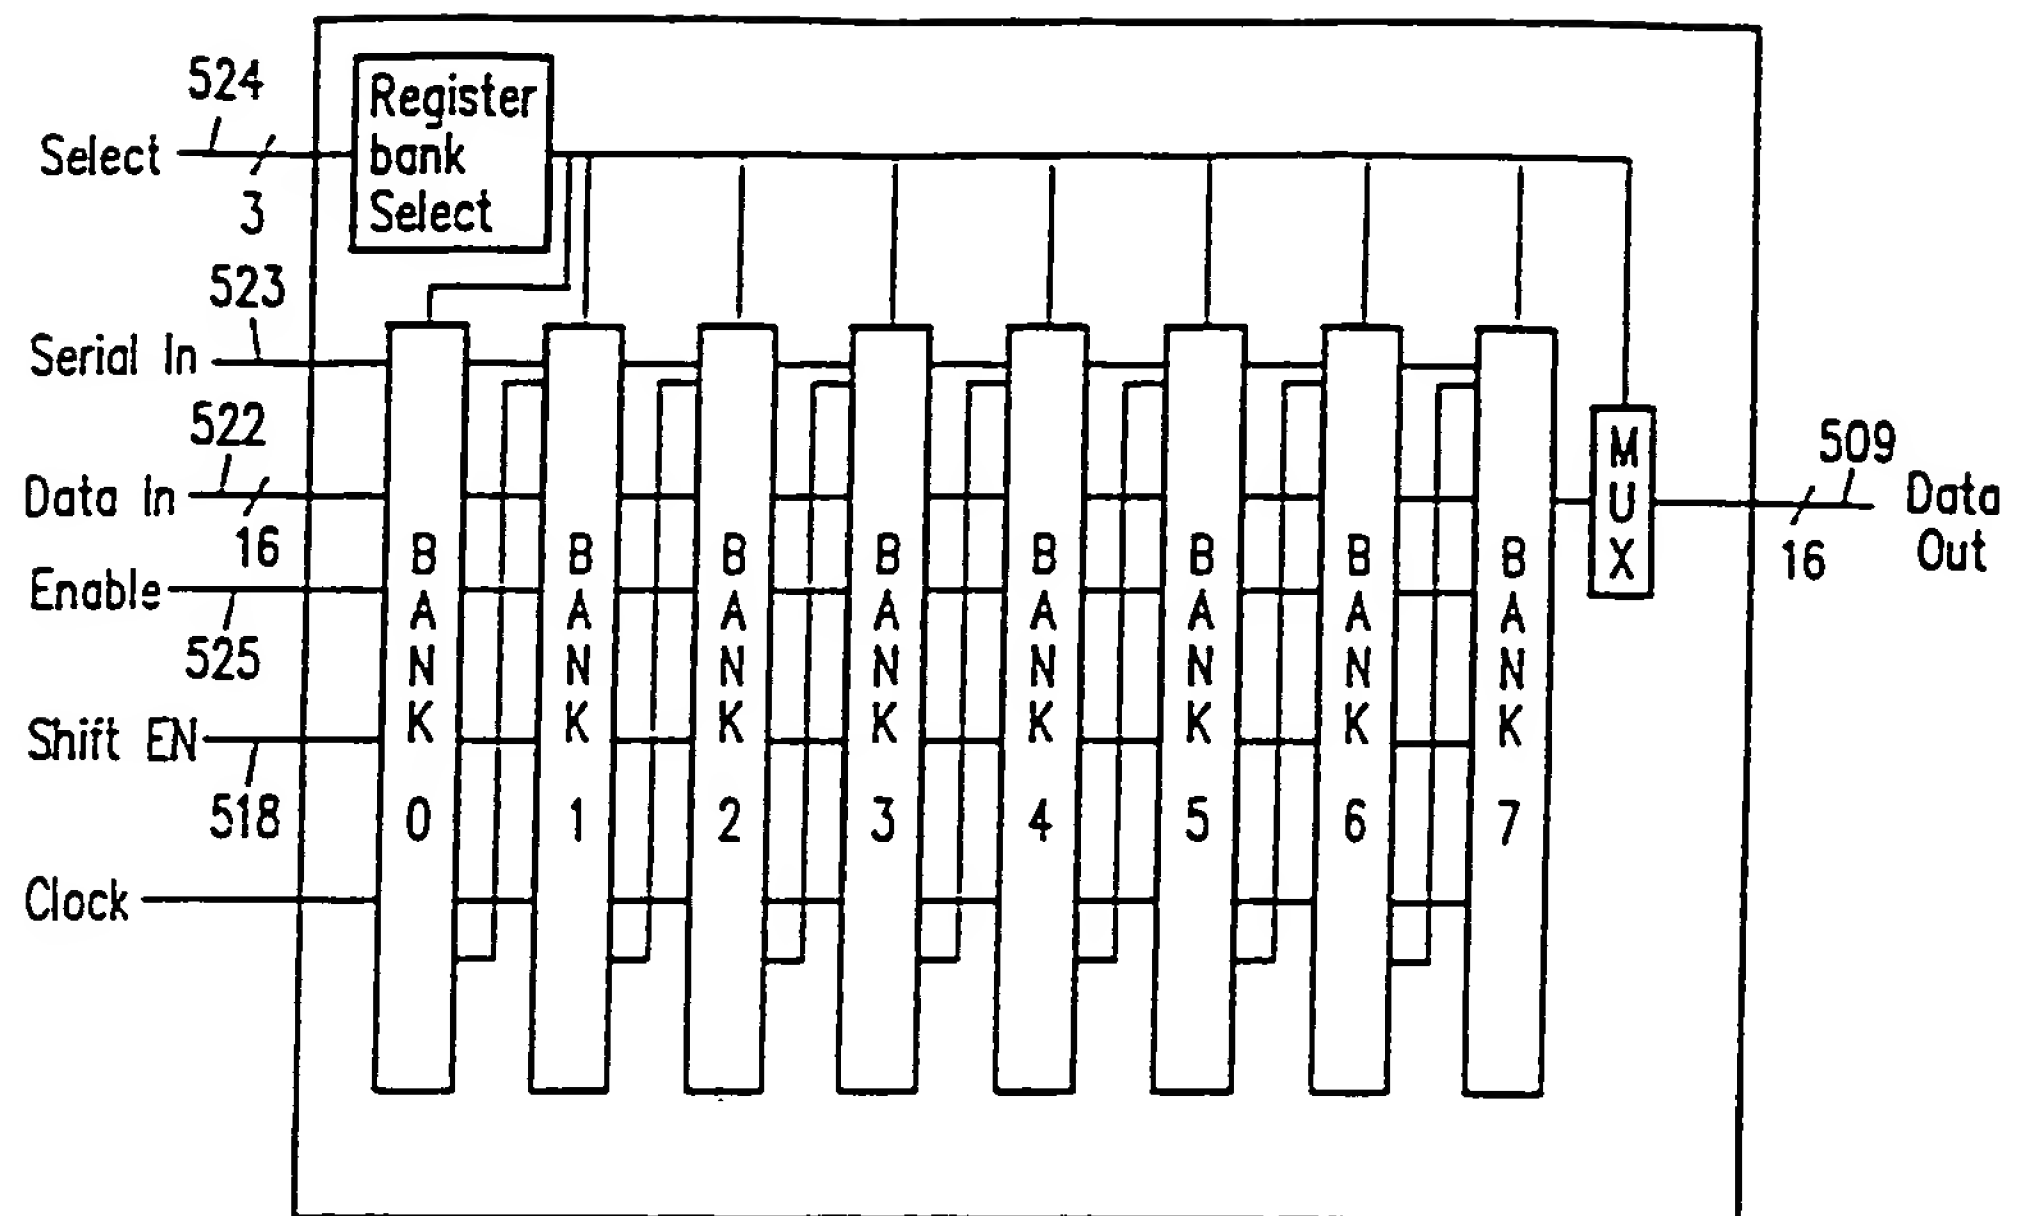 524
Select
3
Register
bank
Select
523
Serial In
522
Data in
16
Enable
525
Shift EN
518
Clock
BANK 0
BANK 1
BANK 2
BANK 3
BANK 4
BANK 5
BANK 6
BANK 7
MUX
509
Data
Out
16